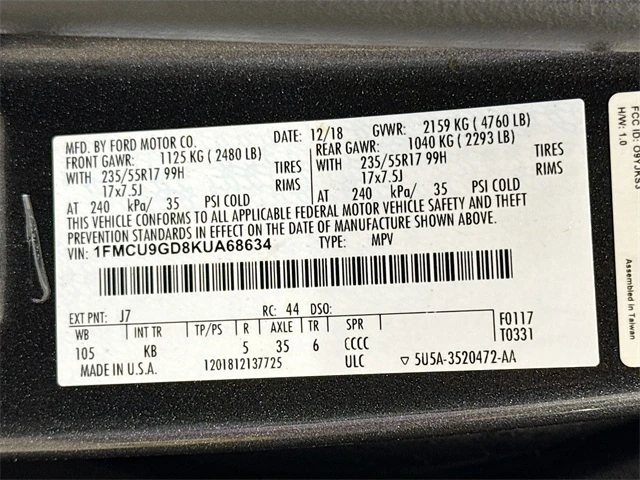 MFD. BY FORD MOTOR CO. DATE: 12/18 GVWR: 2159 KG ( 4760 LB)
FRONT GAWR: 1125 KG ( 2480 LB) REAR GAWR: 1040 KG ( 2293 LB)
WITH 235/55R17 99H TIRES WITH 235/55R17 99H TIRES
17x7.5J RIMS 17x7.5J RIMS
AT 240 kPa/ 35 PSI COLD AT 240 kPa/ 35 PSI COLD
THIS VEHICLE CONFORMS TO ALL APPLICABLE FEDERAL MOTOR VEHICLE SAFETY AND THEFT
PREVENTION STANDARDS IN EFFECT ON THE DATE OF MANUFACTURE SHOWN ABOVE.
VIN: 1FMCU9GD8KUA68634 TYPE: MPV
EXT PNT: J7 RC: 44 DSO:
WB INT TR TP/PS R AXLE TR SPR F0117
105 KB 5 35 6 CCCC T0331
MADE IN U.S.A. 1201812137725 ULC ▽ 5U5A-3520472-AA
H/W: 1.0
Assembled in Taiwan